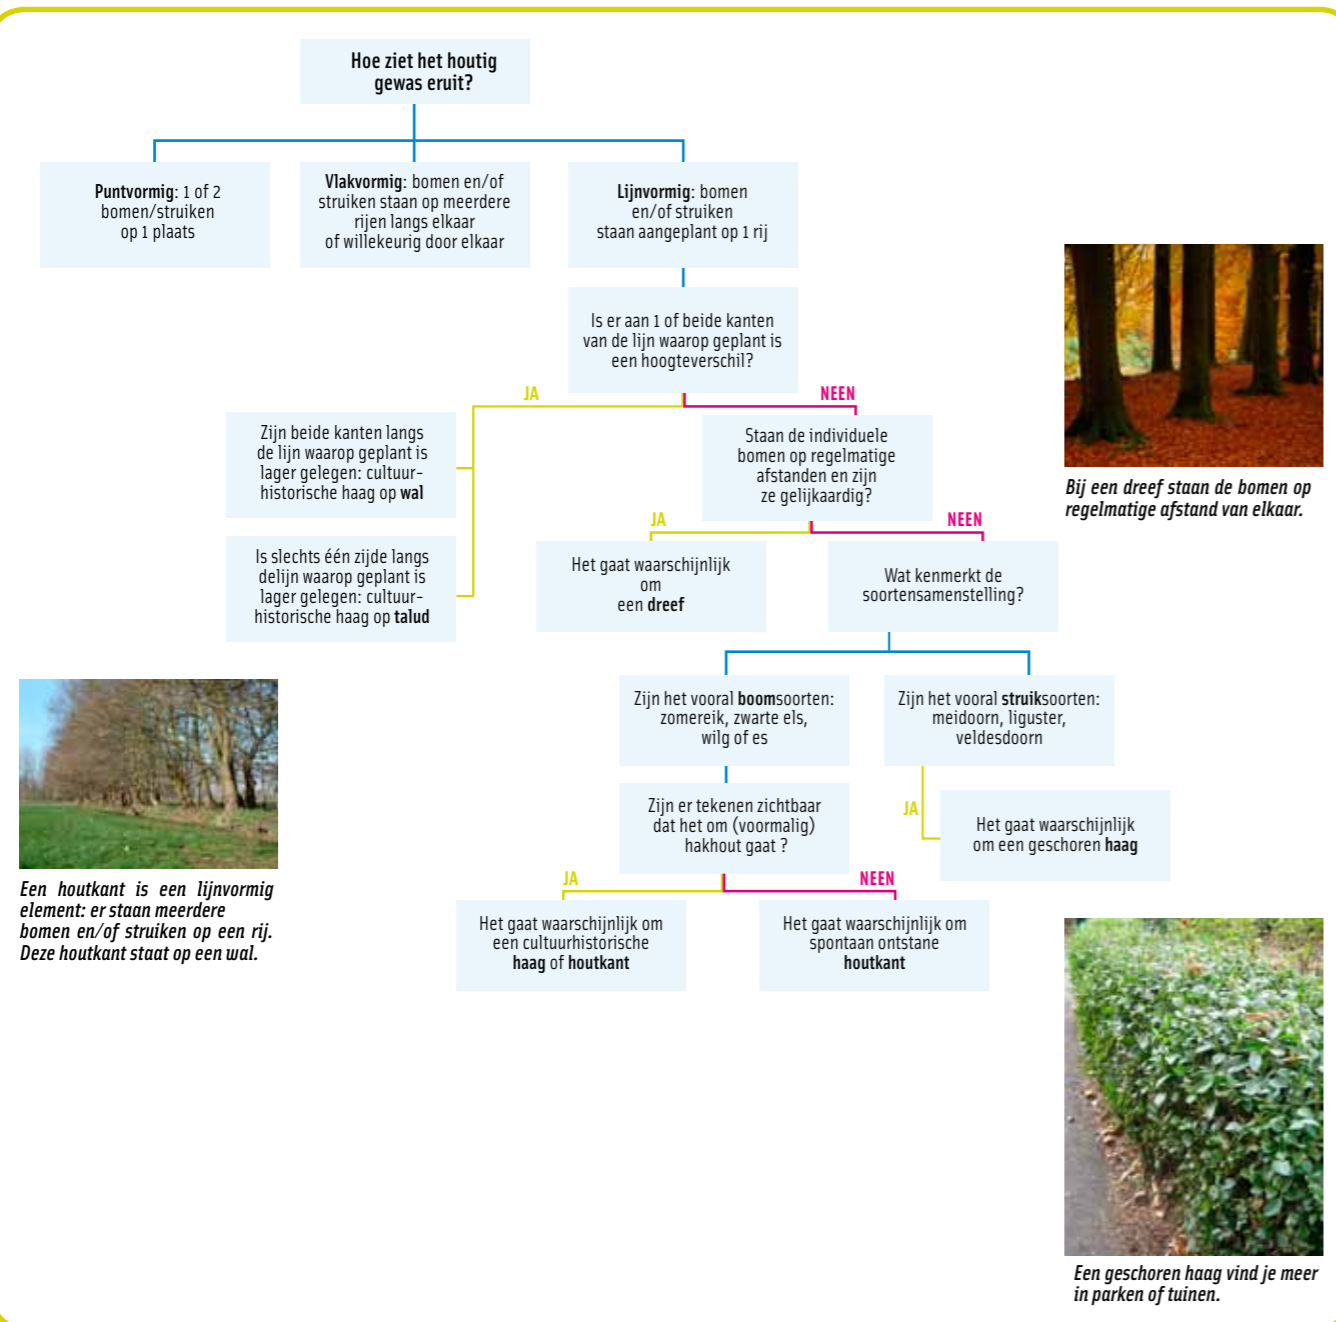 Hoe ziet het houtig
gewas eruit?
Puntvormig: 1 of 2
bomen/struiken
op 1 plaats
Vlakvormig: bomen en/of
struiken staan op meerdere
rijen langs elkaar
of willekeurig door elkaar
Lijnvormig: bomen
en/of struiken
staan aangeplant op 1 rij
Is er aan 1 of beide kanten
van de lijn waarop geplant is
een hoogteverschil?
JA
NEEN
Zijn beide kanten langs
de lijn waarop geplant is
lager gelegen: cultuur-
historische haag op wal
Is slechts één zijde langs
delijn waarop geplant is
lager gelegen: cultuur-
historische haag op talud
Staan de individuele
bomen op regelmatige
afstanden en zijn
ze gelijkaardig?
JA
NEEN
Het gaat waarschijnlijk
om
een dreef
Wat kenmerkt de
soortensamenstelling?
Zijn het vooral boomsoorten:
zomereik, zwarte els,
wilg of es
Zijn het vooral struiksoorten:
meidoorn, liguster,
veldesdoorn
Zijn er tekenen zichtbaar
dat het om (voormalig)
hakhout gaat ?
JA
Het gaat waarschijnlijk
om een geschoren haag
JA
NEEN
Het gaat waarschijnlijk om
een cultuurhistorische
haag of houtkant
Het gaat waarschijnlijk om
spontaan ontstane
houtkant
Bij een dreef staan de bomen op
regelmatige afstand van elkaar.
Een houtkant is een lijnvormig
element: er staan meerdere
bomen en/of struiken op een rij.
Deze houtkant staat op een wal.
Een geschoren haag vind je meer
in parken of tuinen.